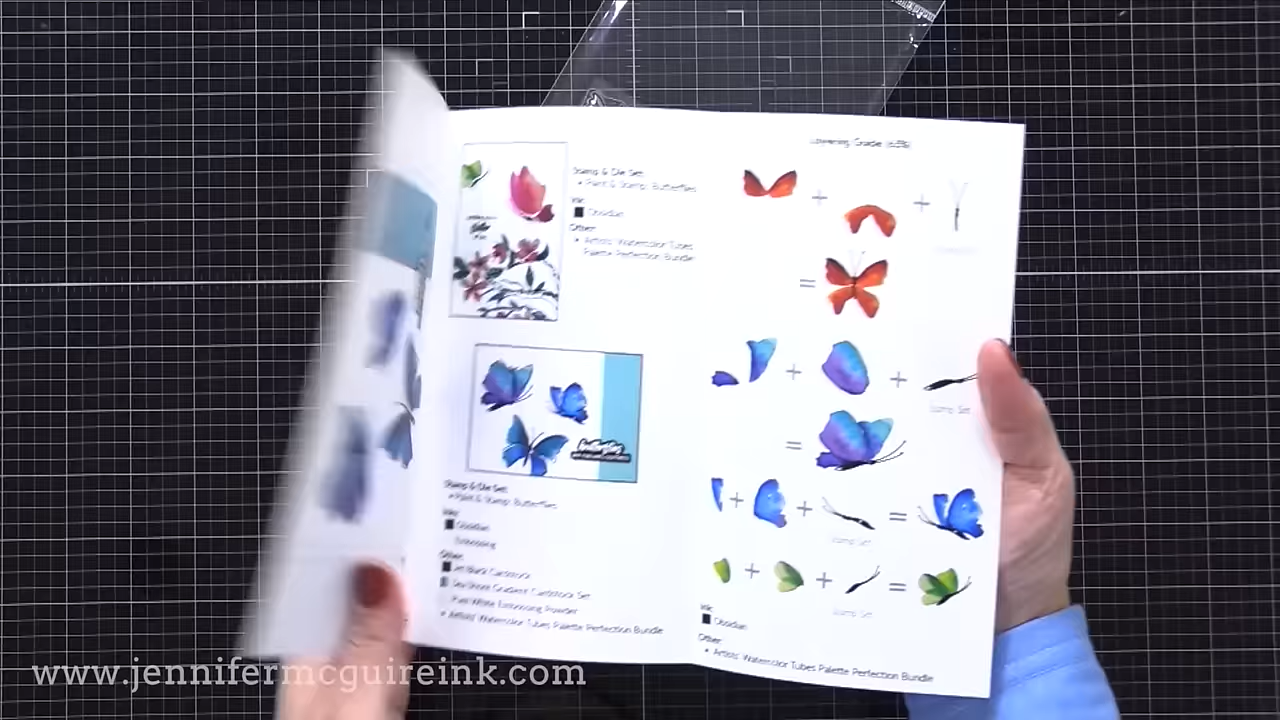 Stamp & Die Set:
• Paint & Stamp: Butterflies
Ink:
Obsidian
Other:
• Artists' Watercolor Tubes
Palette Perfection Bundle
Stamp & Die Set:
• Paint & Stamp: Butterflies
Ink:
Obsidian
Embossing
Other:
Jet Black Cardstock
Sea Shore Gradient Cardstock Set
Pure White Embossing Powder
• Artists' Watercolor Tubes Palette Perfection Bundle
Layering Guide
+ +
=
+ +
Stamp Set
=
+ + =
Stamp Set
+ + =
Stamp Set
Ink:
Obsidian
Other:
• Artists' Watercolor Tubes Palette Perfection Bundle
www.jennifermcguireink.com